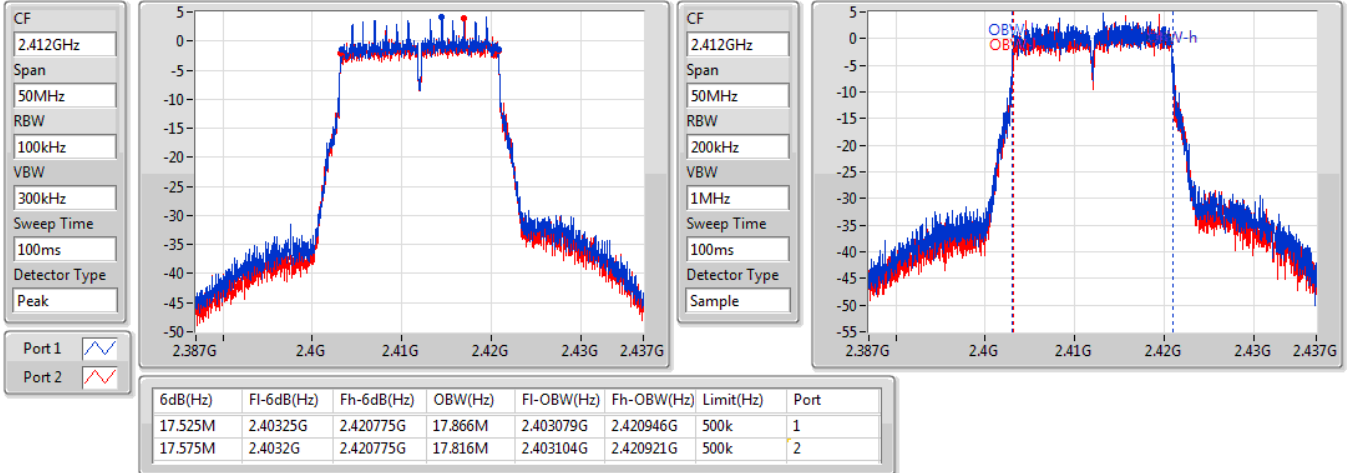 CF
2.412GHz
Span
50MHz
RBW
100kHz
VBW
300kHz
Sweep Time
100ms
Detector Type
Peak
Port 1
Port 2
5
0
-5
-10
-15
-20
-25
-30
-35
-40
-45
-50
2.387G 2.4G 2.41G 2.42G 2.43G 2.437G
CF
2.412GHz
Span
50MHz
RBW
200kHz
VBW
1MHz
Sweep Time
100ms
Detector Type
Sample
5
0
-5
-10
-15
-20
-25
-30
-35
-40
-45
-50
-55
2.387G 2.4G 2.41G 2.42G 2.43G 2.437G
6dB(Hz) Fl-6dB(Hz) Fh-6dB(Hz) OBW(Hz) Fl-OBW(Hz) Fh-OBW(Hz) Limit(Hz) Port
17.525M 2.40325G 2.420775G 17.866M 2.403079G 2.420946G 500k 1
17.575M 2.4032G 2.420775G 17.816M 2.403104G 2.420921G 500k 2